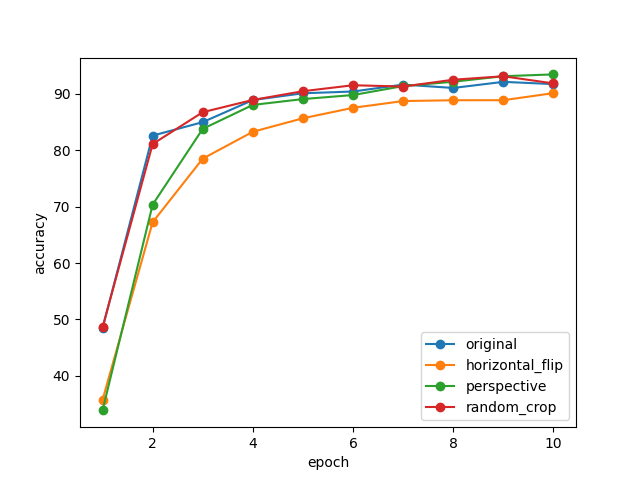 90
80
70
60
50
40
accuracy
2 4 6 8 10
epoch
original
horizontal_flip
perspective
random_crop